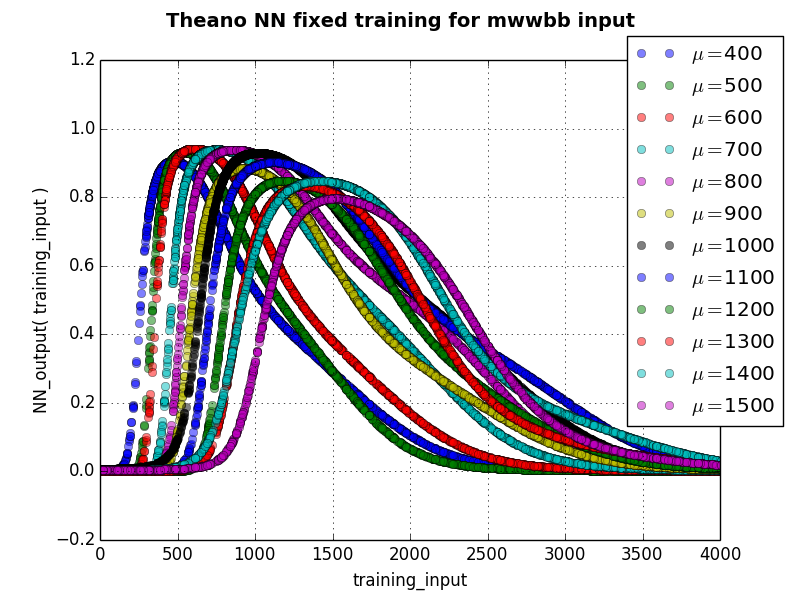 Theano NN fixed training for mwwbb input
NN_output( training_input )
1.2
1.0
0.8
0.6
0.4
0.2
0.0
−0.2
0 500 1000 1500 2000 2500 3000 3500 4000
training_input
μ=400
μ=500
μ=600
μ=700
μ=800
μ=900
μ=1000
μ=1100
μ=1200
μ=1300
μ=1400
μ=1500